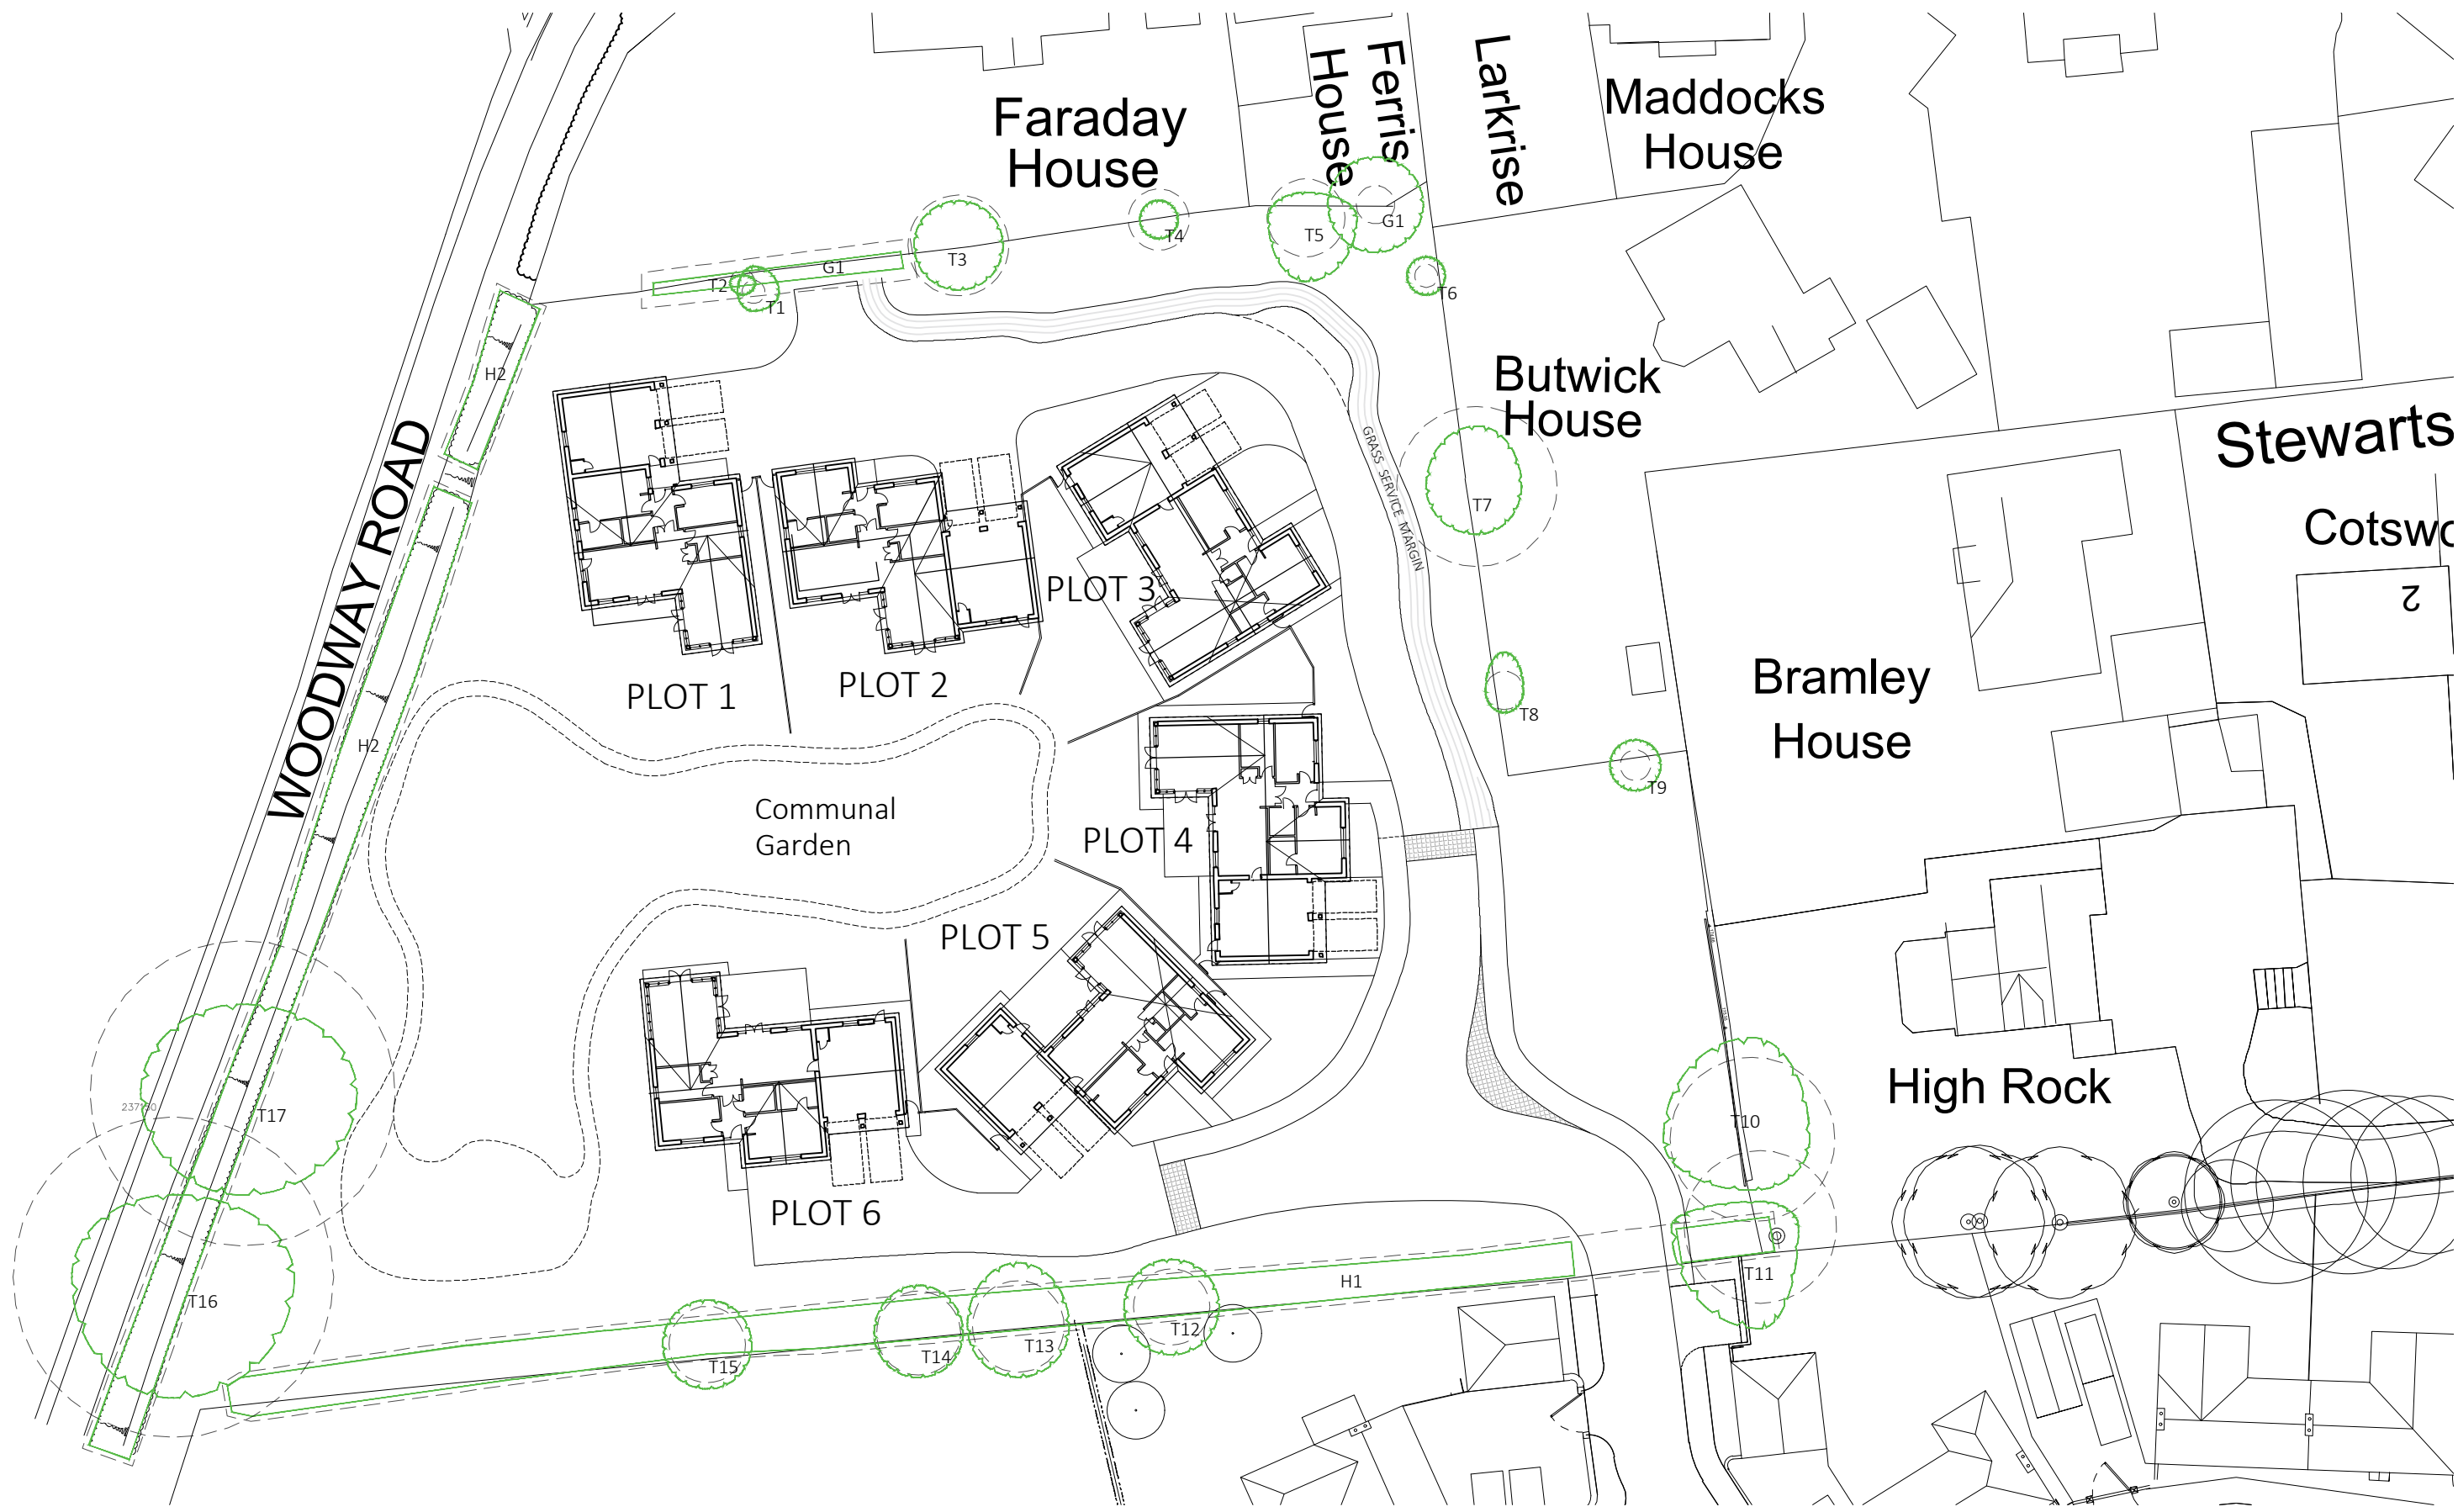 Faraday
House
Ferris
House
Larkrise
Maddocks
House
T3
T4
T5
G1
G1
T2
T1
T6
H2
Butwick
House
Stewarts
WOODWAY ROAD
GRASS SERVICE MARGIN
T7
Cotswo
2
PLOT 3
PLOT 1
PLOT 2
Bramley
House
T8
H2
T9
Communal
Garden
PLOT 4
PLOT 5
High Rock
237150
T17
T10
PLOT 6
T11
H1
T16
T12
T13
T14
T15